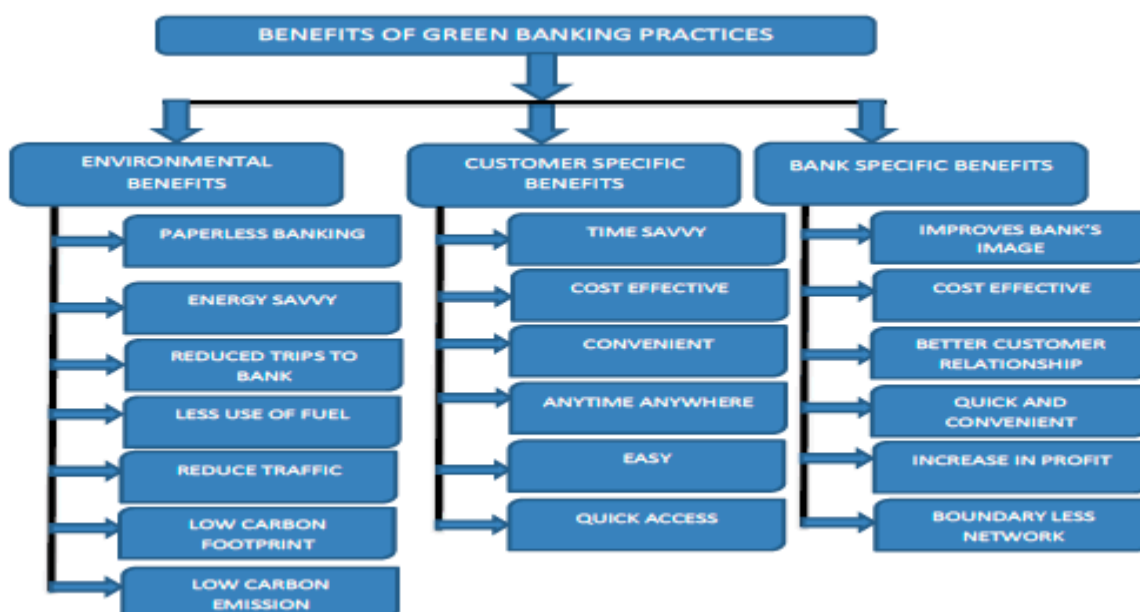 BENEFITS OF GREEN BANKING PRACTICES
ENVIRONMENTAL
BENEFITS
PAPERLESS BANKING
ENERGY SAVVY
REDUCED TRIPS TO
BANK
LESS USE OF FUEL
REDUCE TRAFFIC
LOW CARBON
FOOTPRINT
LOW CARBON
EMISSION
CUSTOMER SPECIFIC
BENEFITS
TIME SAVVY
COST EFFECTIVE
CONVENIENT
ANYTIME ANYWHERE
EASY
QUICK ACCESS
BANK SPECIFIC BENEFITS
IMPROVES BANK'S
IMAGE
COST EFFECTIVE
BETTER CUSTOMER
RELATIONSHIP
QUICK AND
CONVENIENT
INCREASE IN PROFIT
BOUNDARY LESS
NETWORK